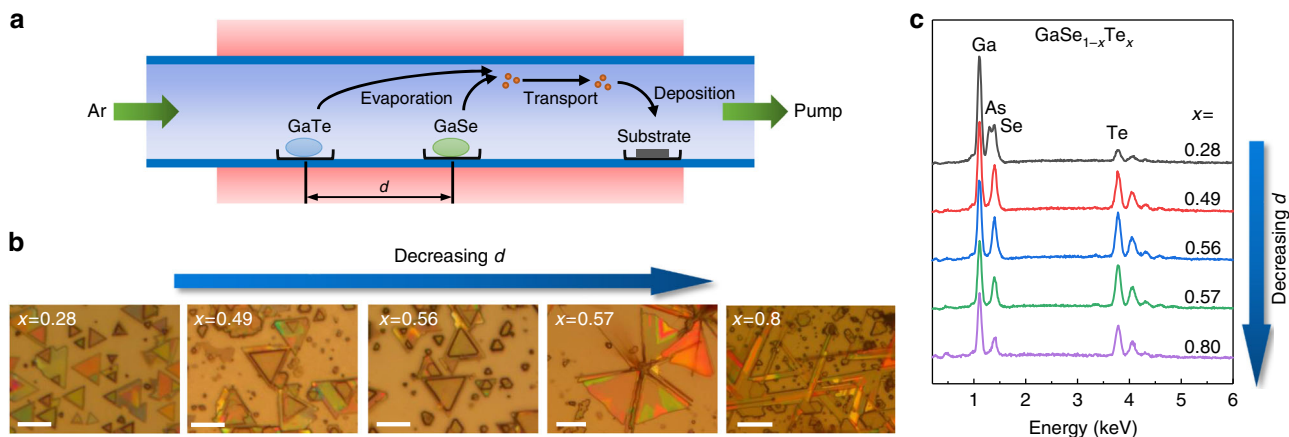 a
Ar
Evaporation
Transport
Deposition
Pump
GaTe
GaSe
Substrate
d
b
Decreasing d
x=0.28
x=0.49
x=0.56
x=0.57
x=0.8
c
GaSe1–xTex
Ga
As
Se
Te
x=
0.28
0.49
0.56
0.57
0.80
Decreasing d
1 2 3 4 5 6
Energy (keV)